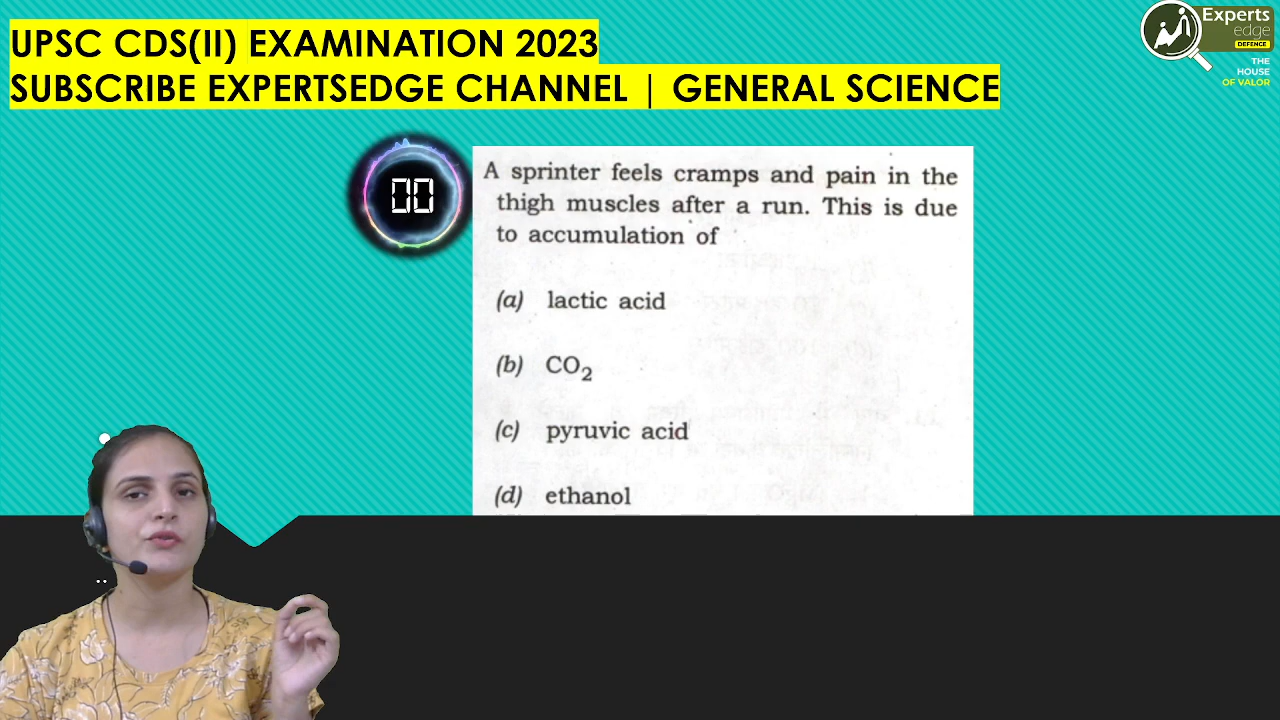 UPSC CDS(II) EXAMINATION 2023
SUBSCRIBE EXPERTSEDGE CHANNEL | GENERAL SCIENCE
Experts
edge
DEFENCE
THE
HOUSE
OF VALOR
00
A sprinter feels cramps and pain in the
thigh muscles after a run. This is due
to accumulation of
(a) lactic acid
(b) CO₂
(c) pyruvic acid
(d) ethanol